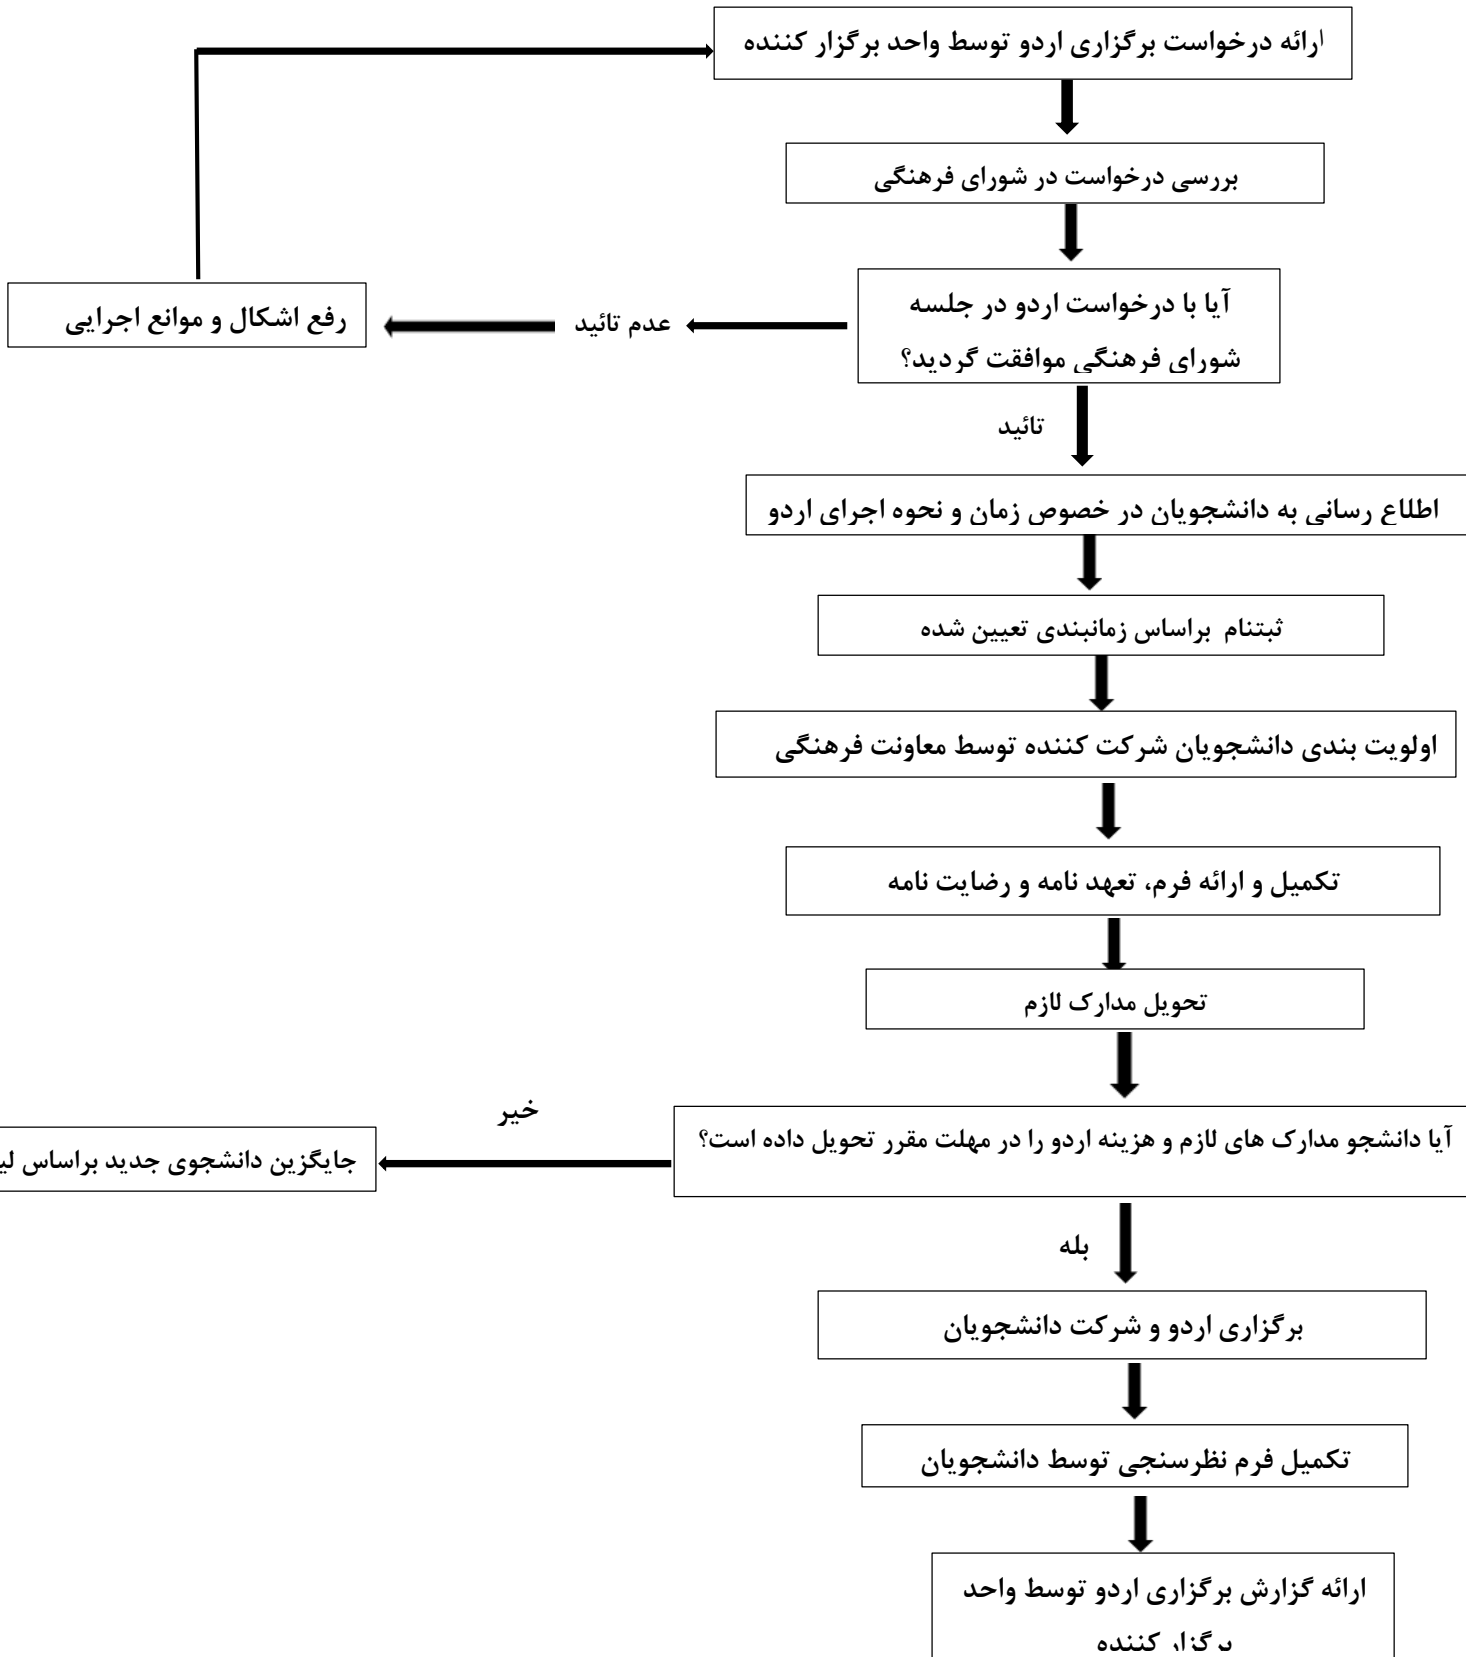 ارائه درخواست برگزاری اردو توسط واحد برگزار کننده
بررسی درخواست در شورای فرهنگی
آیا با درخواست اردو در جلسه
شورای فرهنگی موافقت گردید؟
عدم تائید
رفع اشکال و موانع اجرایی
تائید
اطلاع رسانی به دانشجویان در خصوص زمان و نحوه اجرای اردو
ثبتنام براساس زمانبندی تعیین شده
اولویت بندی دانشجویان شرکت کننده توسط معاونت فرهنگی
تکمیل و ارائه فرم، تعهد نامه و رضایت نامه
تحویل مدارک لازم
آیا دانشجو مدارک های لازم و هزینه اردو را در مهلت مقرر تحویل داده است؟
خیر
جایگزین دانشجوی جدید براساس
بله
برگزاری اردو و شرکت دانشجویان
تکمیل فرم نظرسنجی توسط دانشجویان
ارائه گزارش برگزاری اردو توسط واحد
برگزار کننده